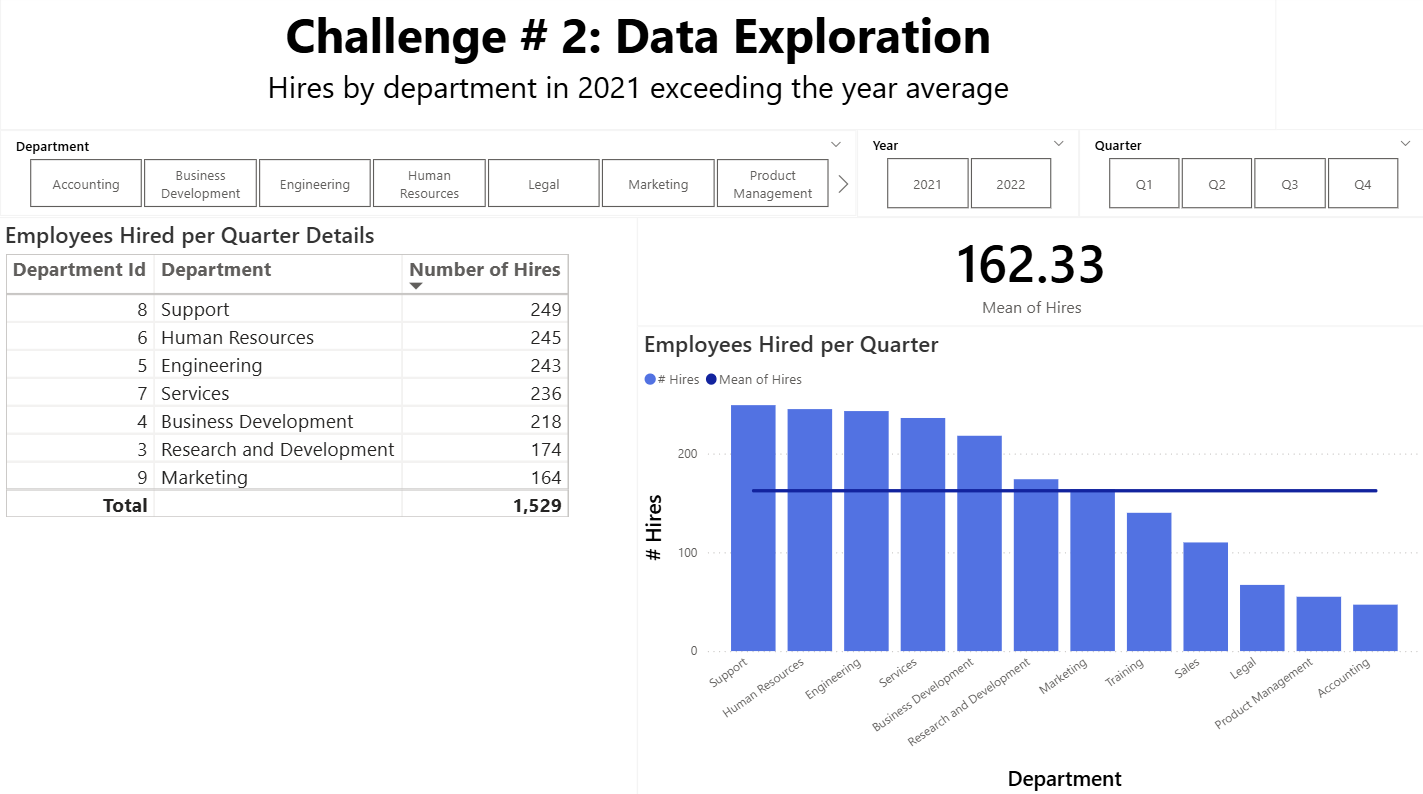 Challenge # 2: Data Exploration
Hires by department in 2021 exceeding the year average
Department
Accounting
Business
Development
Engineering
Human
Resources
Legal
Marketing
Product
Management
Year
2021
2022
Quarter
Q1
Q2
Q3
Q4
Employees Hired per Quarter Details
Department Id Department Number of Hires
8 Support 249
6 Human Resources 245
5 Engineering 243
7 Services 236
4 Business Development 218
3 Research and Development 174
9 Marketing 164
Total 1,529
162.33
Mean of Hires
Employees Hired per Quarter
# Hires Mean of Hires
# Hires
200
100
0
Support
Human Resources
Engineering
Services
Business Development
Research and Development
Marketing
Training
Sales
Legal
Product Management
Accounting
Department